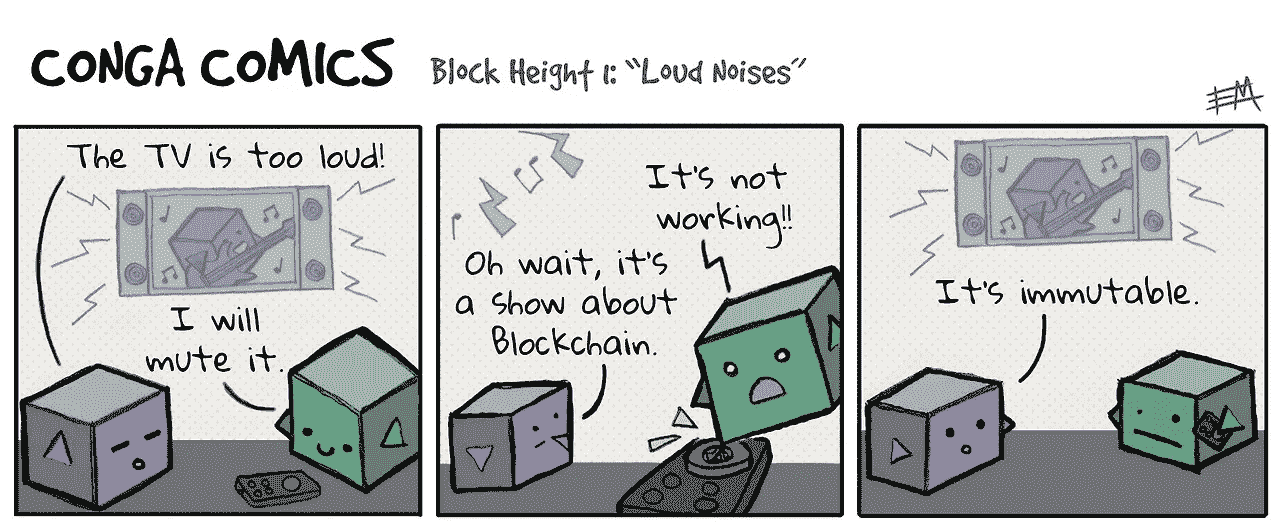 CONGA COMICS
Block Height 1: "Loud Noises"
EM
The TV is too loud!
I will
mute it.
It's not
working!!
Oh wait, it's
a show about
Blockchain.
It's immutable.